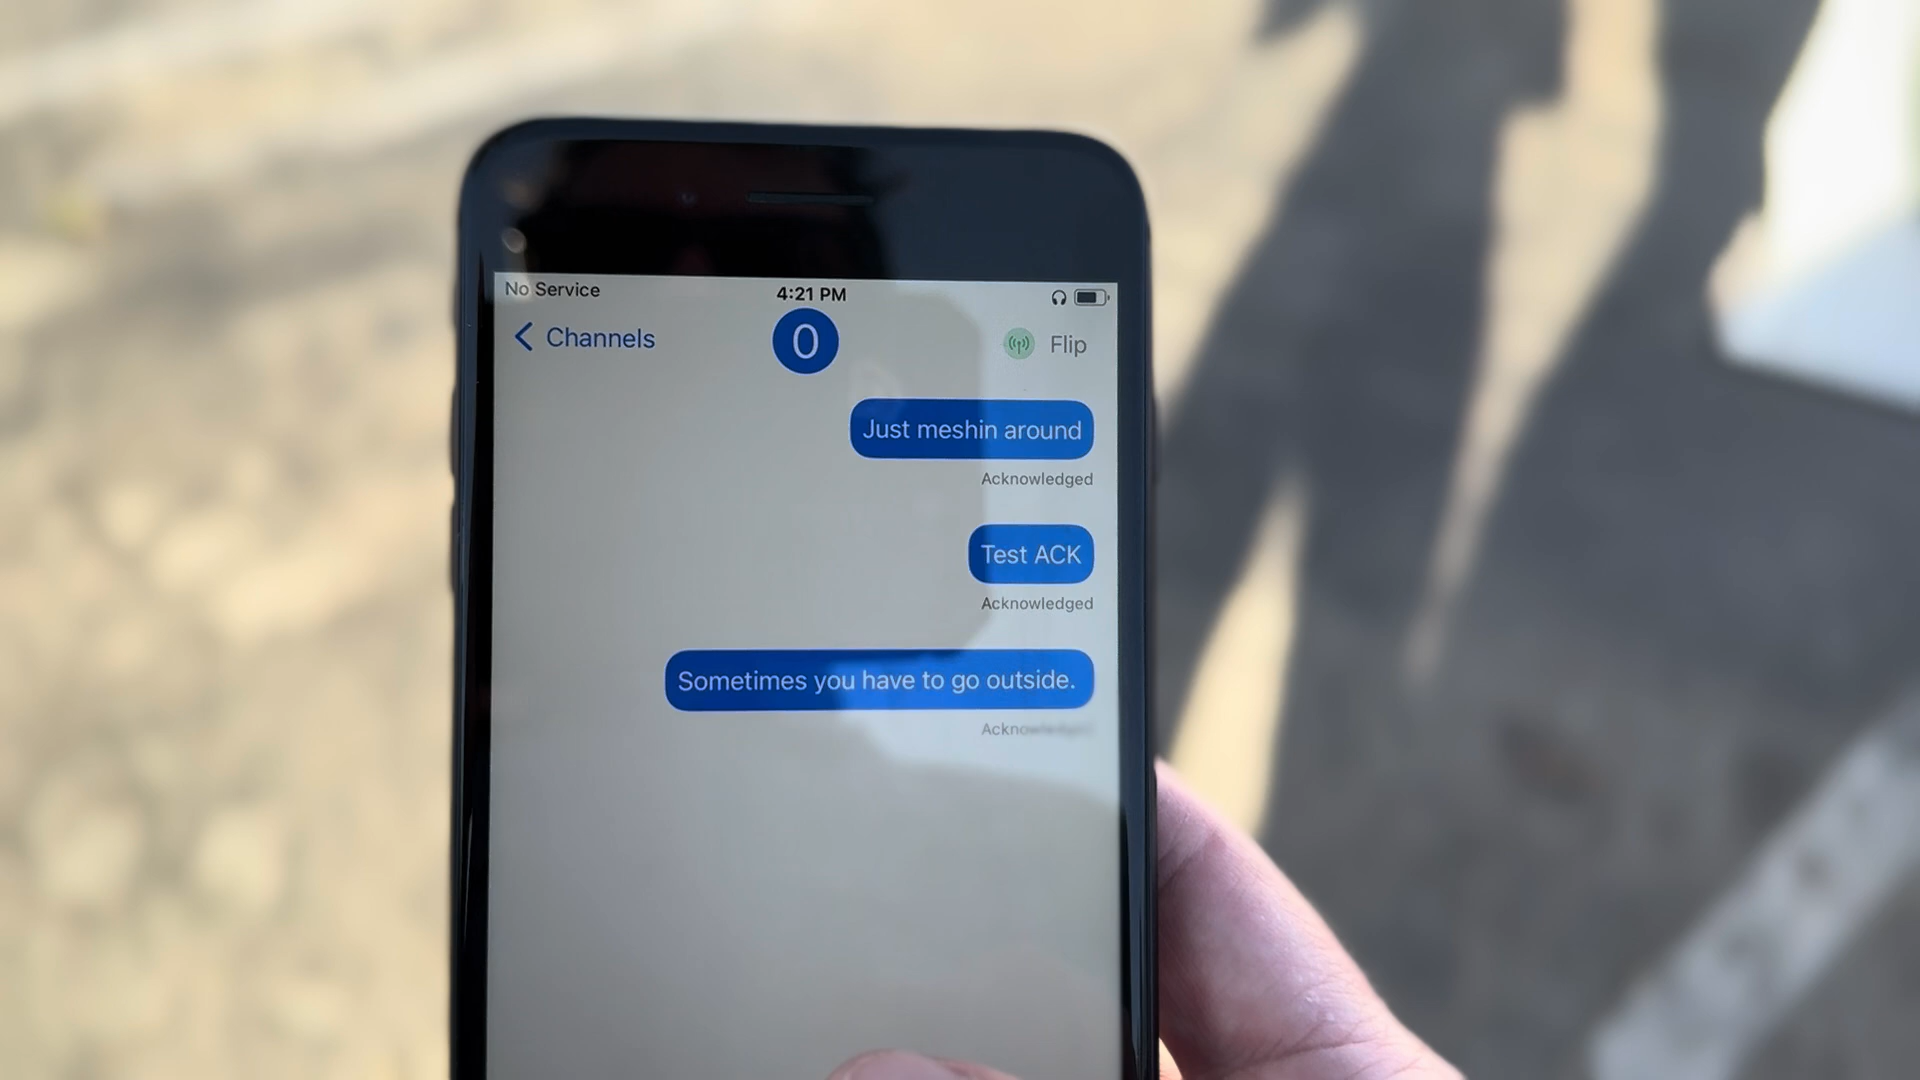 No Service
4:21 PM
Channels
0
Flip
Just meshin around
Acknowledged
Test ACK
Acknowledged
Sometimes you have to go outside.